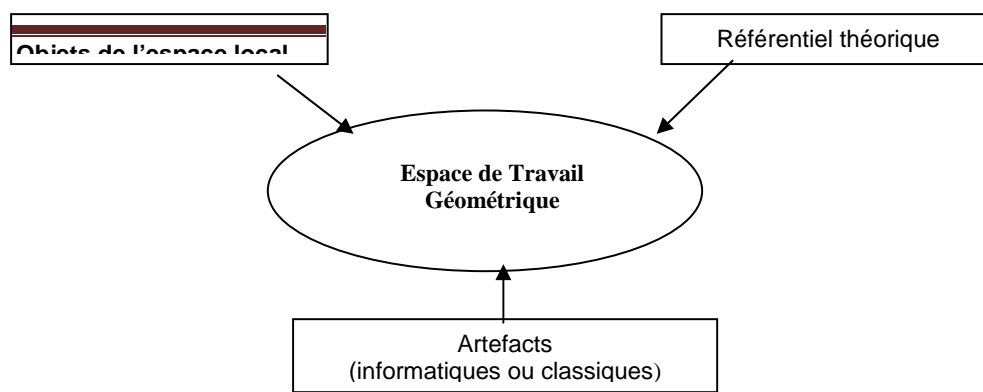 Objets de l'espace local
Référentiel théorique
Espace de Travail
Géométrique
Artefacts
(informatiques ou classiques)